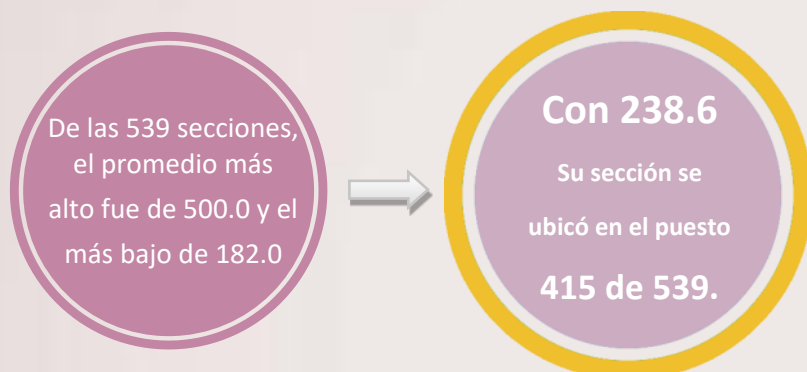 De las 539 secciones,
el promedio más
alto fue de 500.0 y el
más bajo de 182.0
Con 238.6
Su sección se
ubicó en el puesto
415 de 539.